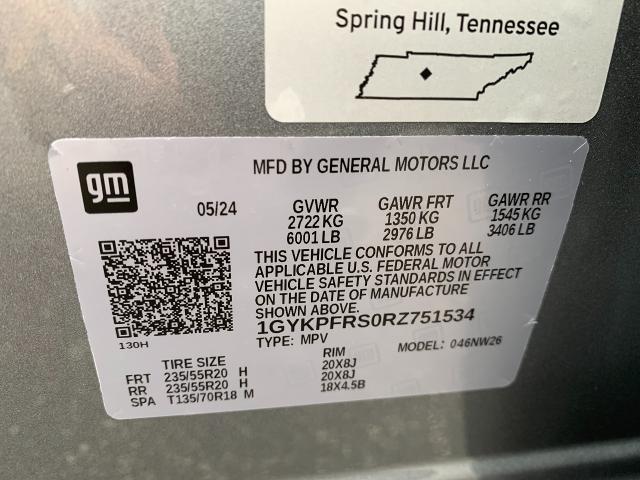 Spring Hill, Tennessee
gm
MFD BY GENERAL MOTORS LLC
05/24
GVWR GAWR FRT GAWR RR
2722 KG 1350 KG 1545 KG
6001 LB 2976 LB 3406 LB
THIS VEHICLE CONFORMS TO ALL
APPLICABLE U.S. FEDERAL MOTOR
VEHICLE SAFETY STANDARDS IN EFFECT
ON THE DATE OF MANUFACTURE
SHOWN ABOVE.
1GYKPFRS0RZ751534
130H
TYPE: MPV MODEL: 046NW26
TIRE SIZE RIM
FRT 235/55R20 H 20X8J
RR 235/55R20 H 20X8J
SPA T135/70R18 M 18X4.5B